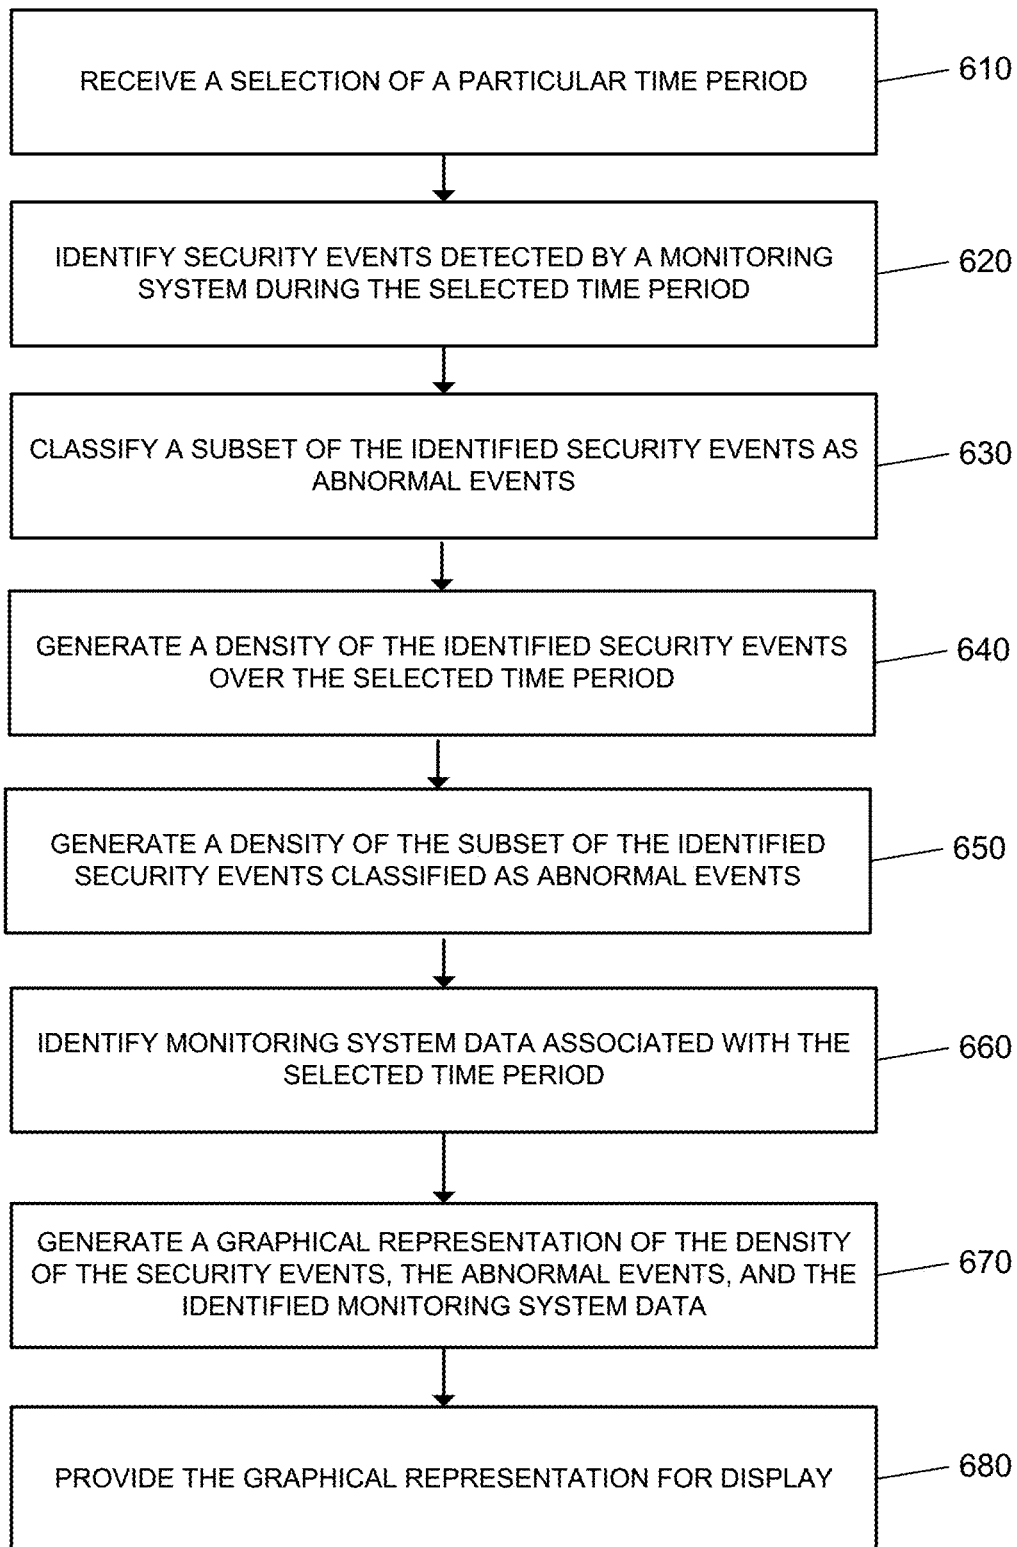 RECEIVE A SELECTION OF A PARTICULAR TIME PERIOD
610
IDENTIFY SECURITY EVENTS DETECTED BY A MONITORING
SYSTEM DURING THE SELECTED TIME PERIOD
620
CLASSIFY A SUBSET OF THE IDENTIFIED SECURITY EVENTS AS
ABNORMAL EVENTS
630
GENERATE A DENSITY OF THE IDENTIFIED SECURITY EVENTS
OVER THE SELECTED TIME PERIOD
640
GENERATE A DENSITY OF THE SUBSET OF THE IDENTIFIED
SECURITY EVENTS CLASSIFIED AS ABNORMAL EVENTS
650
IDENTIFY MONITORING SYSTEM DATA ASSOCIATED WITH THE
SELECTED TIME PERIOD
660
GENERATE A GRAPHICAL REPRESENTATION OF THE DENSITY
OF THE SECURITY EVENTS, THE ABNORMAL EVENTS, AND THE
IDENTIFIED MONITORING SYSTEM DATA
670
PROVIDE THE GRAPHICAL REPRESENTATION FOR DISPLAY
680